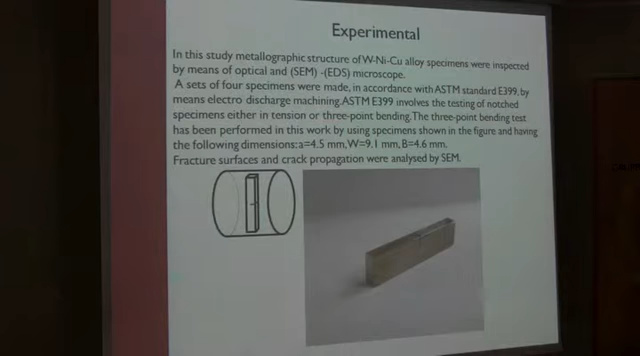 Experimental
In this study metallographic structure of W-Ni-Cu alloy specimens were inspected
by means of optical and (SEM) -(EDS) microscope.
A sets of four specimens were made, in accordance with ASTM standard E399, by
means electro discharge machining. ASTM E399 involves the testing of notched
specimens either in tension or three-point bending. The three-point bending test
has been performed in this work by using specimens shown in the figure and having
the following dimensions: a=4.5 mm, W=9.1 mm, B=4.6 mm.
Fracture surfaces and crack propagation were analysed by SEM.